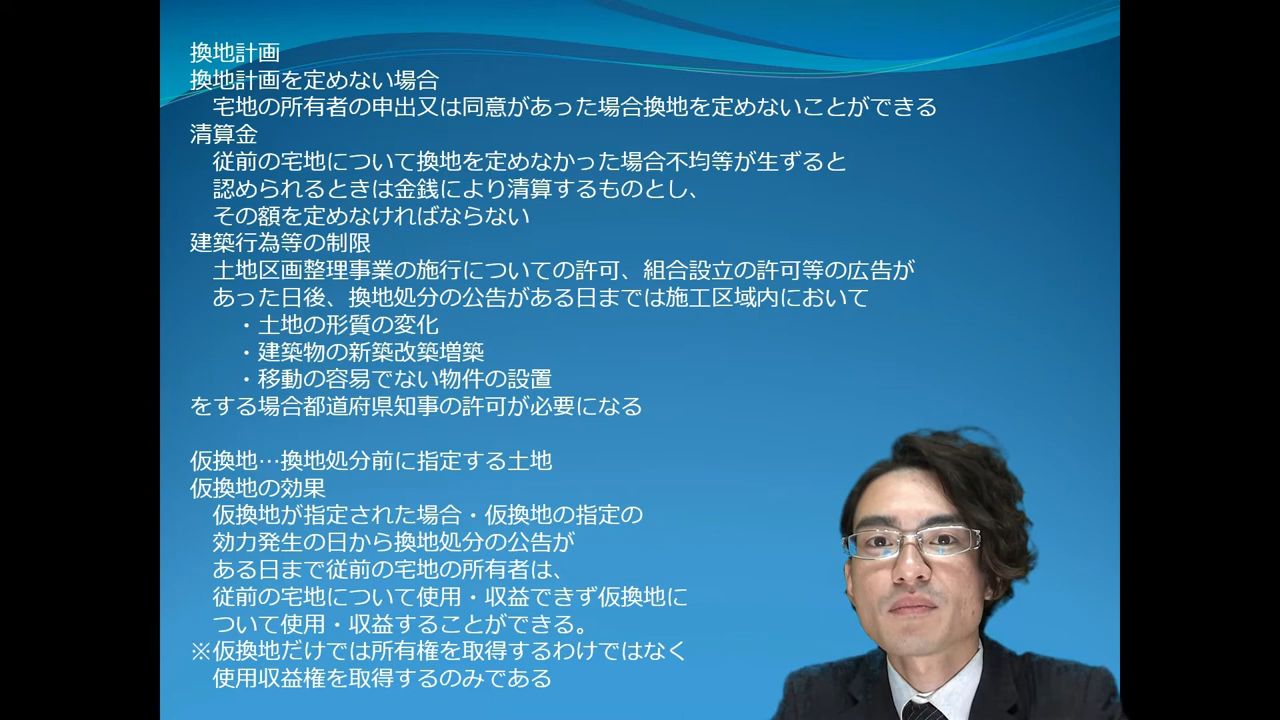 換地計画
換地計画を定めない場合
宅地の所有者の申出又は同意があった場合換地を定めないことができる
清算金
従前の宅地について換地を定めなかった場合不均等が生ずると
認められるときは金銭により清算するものとし、
その額を定めなければならない
建築行為等の制限
土地区画整理事業の施行についての許可、組合設立の許可等の広告が
あった日後、換地処分の公告がある日までは施工区域内において
・土地の形質の変化
・建築物の新築改築増築
・移動の容易でない物件の設置
をする場合都道府県知事の許可が必要になる
仮換地…換地処分前に指定する土地
仮換地の効果
仮換地が指定された場合・仮換地の指定の
効力発生の日から換地処分の公告が
ある日まで従前の宅地の所有者は、
従前の宅地について使用・収益できず仮換地に
ついて使用・収益することができる。
※仮換地だけでは所有権を取得するわけではなく
使用収益権を取得するのみである